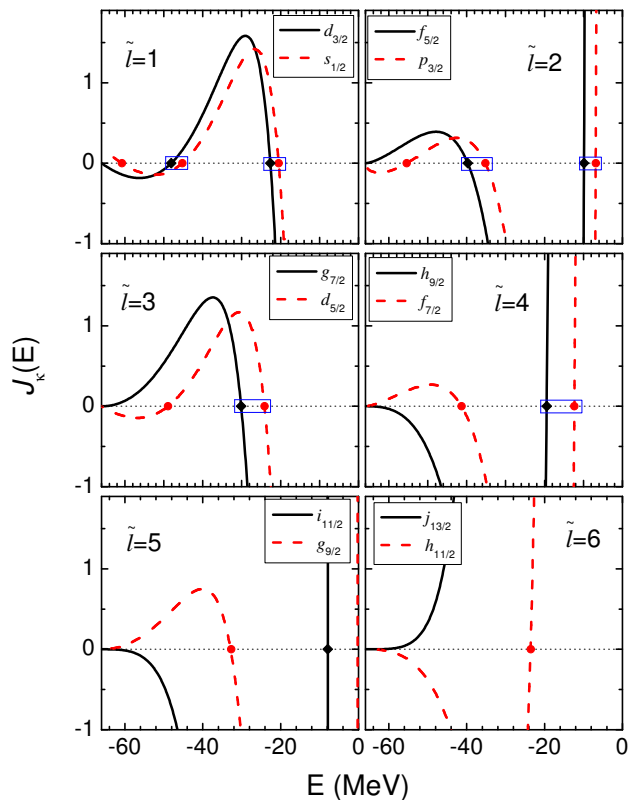 l̃=1
d3/2
s1/2
f5/2
p3/2
l̃=2
1
0
-1
l̃=3
g7/2
d5/2
h9/2
f7/2
l̃=4
1
0
-1
l̃=5
i11/2
g9/2
j13/2
h11/2
l̃=6
1
0
-1
Jκ(E)
-60 -40 -20 0 -60 -40 -20 0
E (MeV) E (MeV)